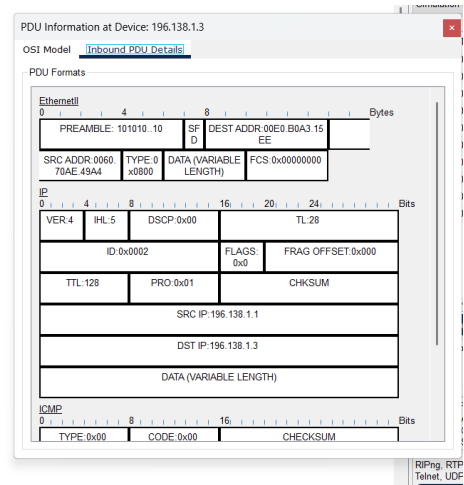 Simulation
PDU Information at Device: 196.138.1.3
×
OSI Model Inbound PDU Details
PDU Formats
EthernetII
0 4 8 Bytes
PREAMBLE: 101010..10
SF
D
DEST ADDR:00E0.B0A3.15
EE
SRC ADDR:0060.
70AE.49A4
TYPE:0
x0800
DATA (VARIABLE
LENGTH)
FCS:0x00000000
IP
0 4 8 16 20 24 Bits
VER:4 IHL:5 DSCP:0x00 TL:28
ID:0x0002
FLAGS:
0x0
FRAG OFFSET:0x000
TTL:128 PRO:0x01 CHKSUM
SRC IP:196.138.1.1
DST IP:196.138.1.3
DATA (VARIABLE LENGTH)
ICMP
0 8 16 Bits
TYPE:0x00 CODE:0x00 CHECKSUM
RIPng, RTP
Telnet, UDP